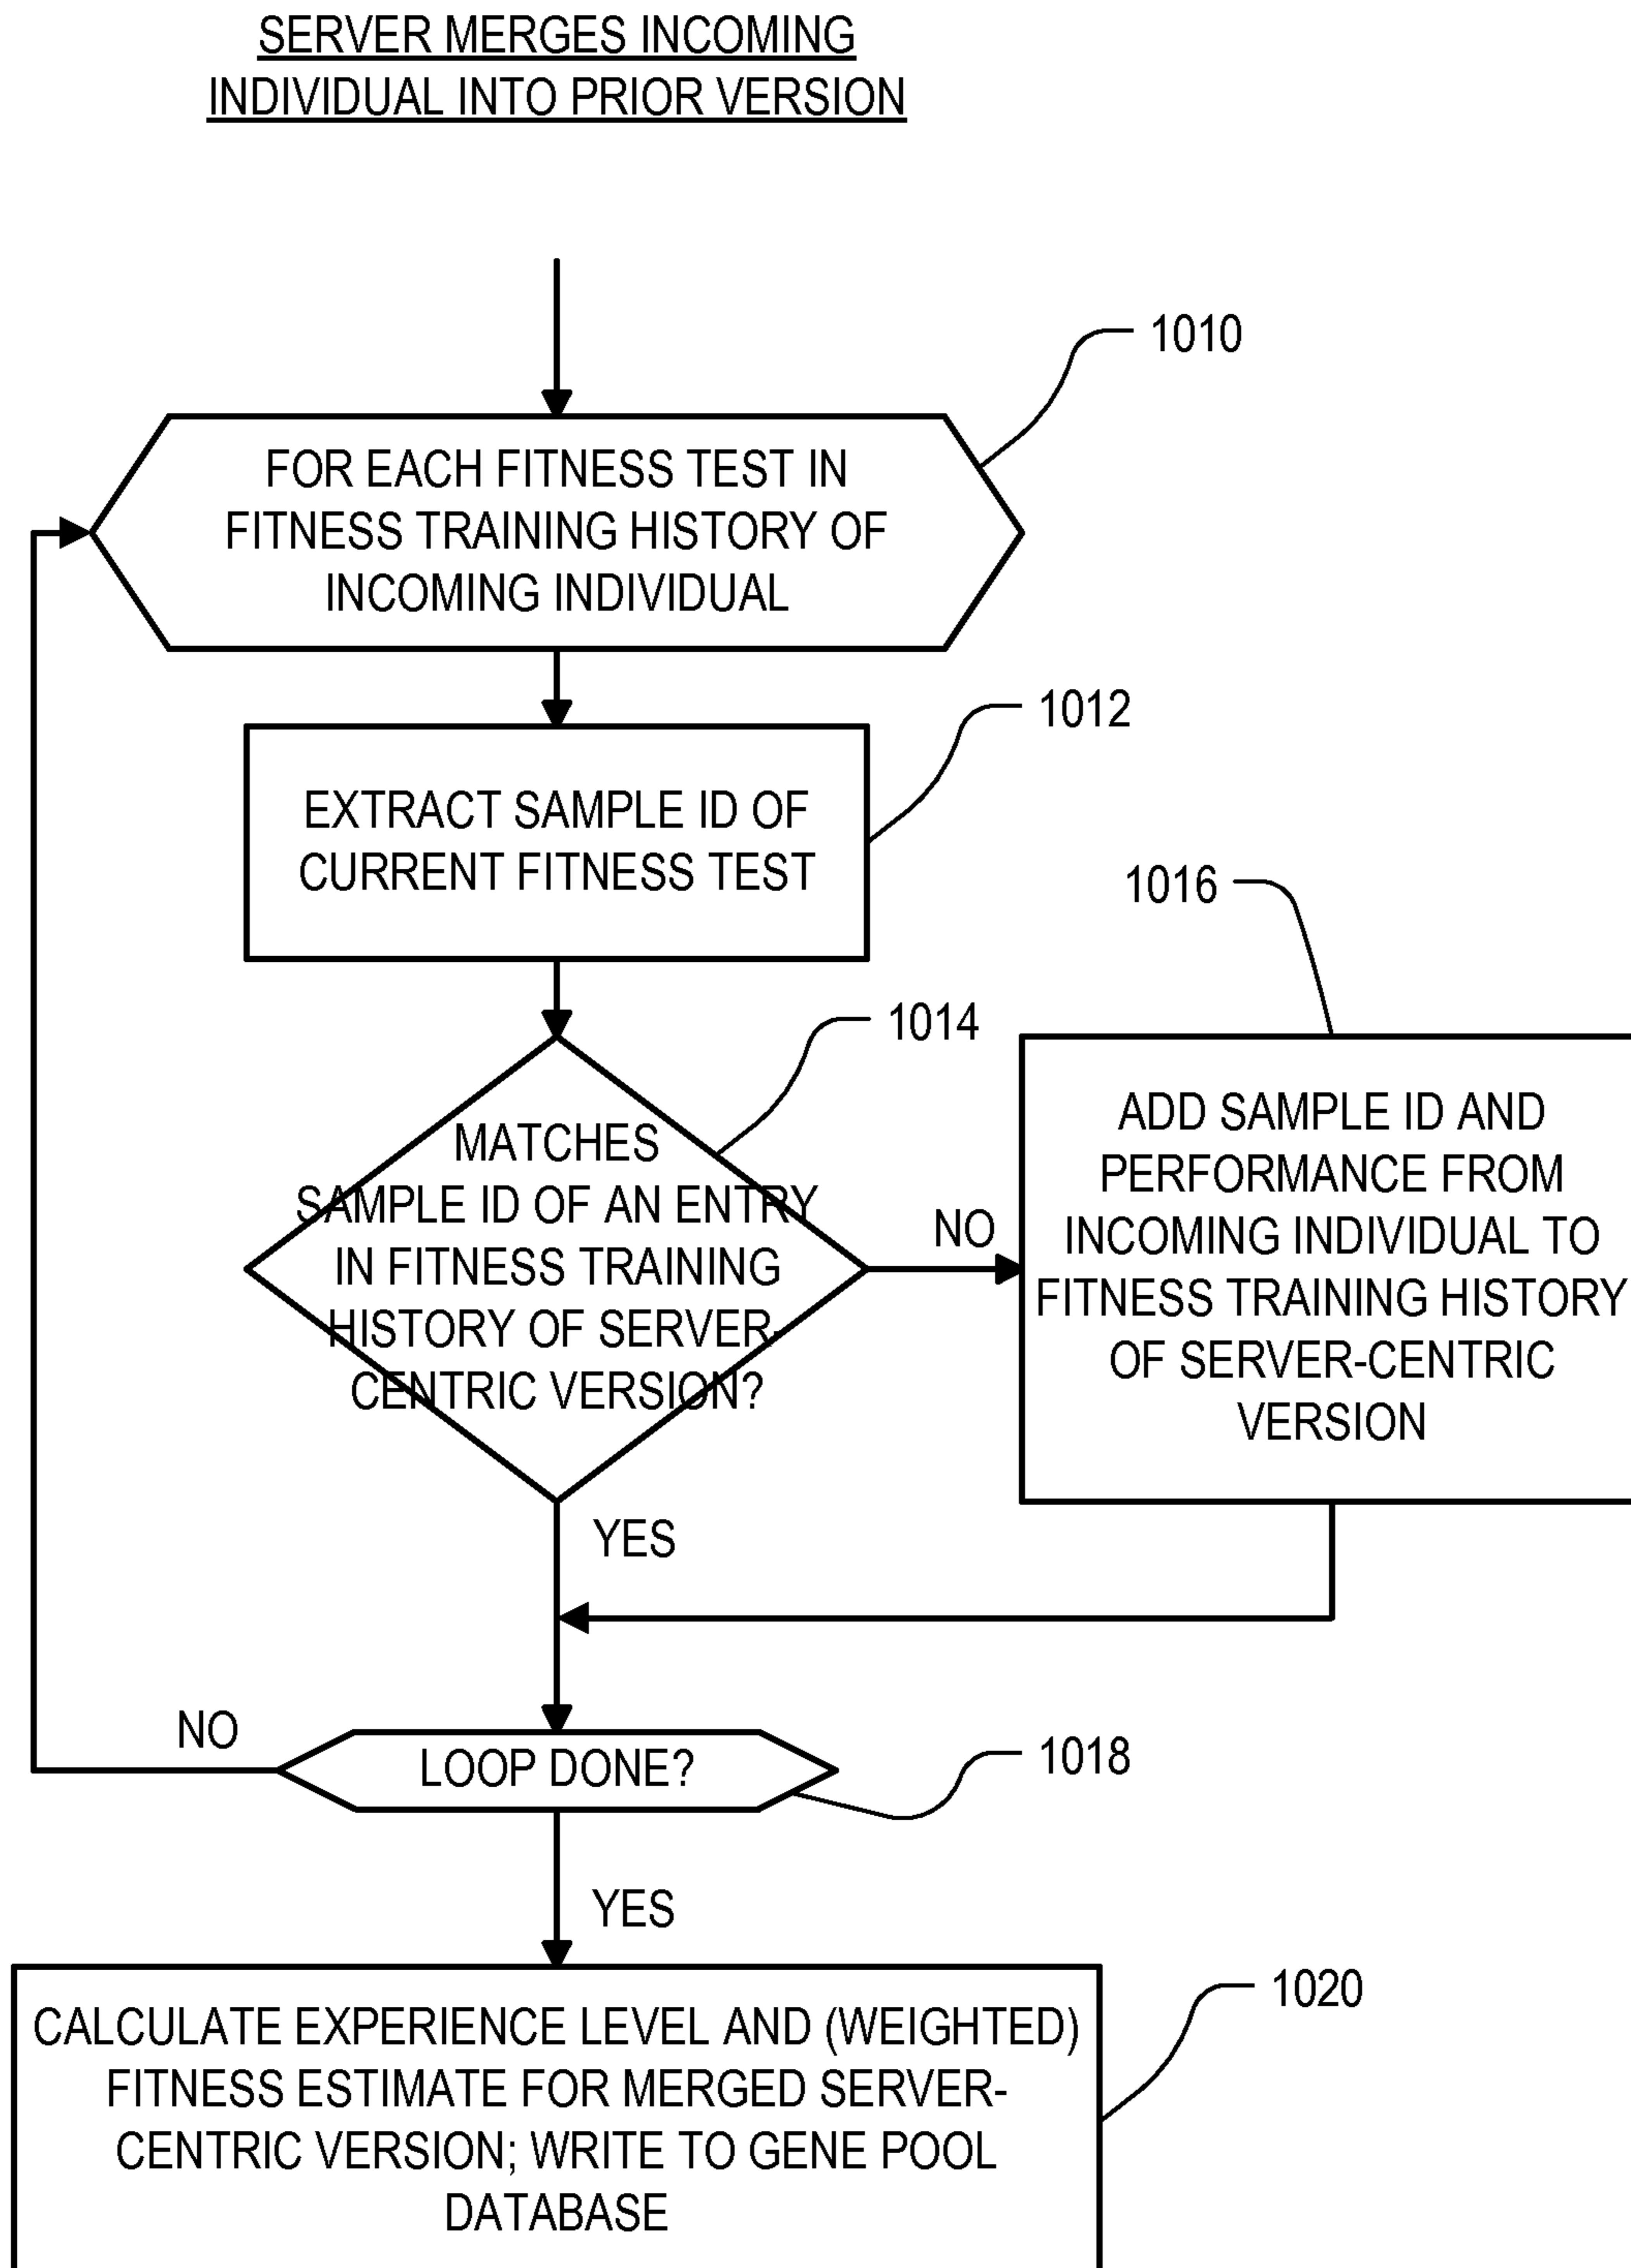 SERVER MERGES INCOMING
INDIVIDUAL INTO PRIOR VERSION
1010
FOR EACH FITNESS TEST IN
FITNESS TRAINING HISTORY OF
INCOMING INDIVIDUAL
1012
EXTRACT SAMPLE ID OF
CURRENT FITNESS TEST
1016
1014
MATCHES
SAMPLE ID OF AN ENTRY
IN FITNESS TRAINING
HISTORY OF SERVER-
CENTRIC VERSION?
NO
ADD SAMPLE ID AND
PERFORMANCE FROM
INCOMING INDIVIDUAL TO
FITNESS TRAINING HISTORY
OF SERVER-CENTRIC
VERSION
YES
NO
LOOP DONE?
1018
YES
1020
CALCULATE EXPERIENCE LEVEL AND (WEIGHTED)
FITNESS ESTIMATE FOR MERGED SERVER-
CENTRIC VERSION; WRITE TO GENE POOL
DATABASE